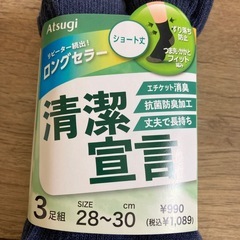 Atsugi
リピーター続出!
ロングセラー
ショート丈
ずり落ち
防止
つま先・かかと
フィット
編み
清潔
宣言
エチケット消臭
抗菌防臭加工
丈夫で長持ち
3足組
SIZE
28〜30cm
¥990
(税込¥1,089)